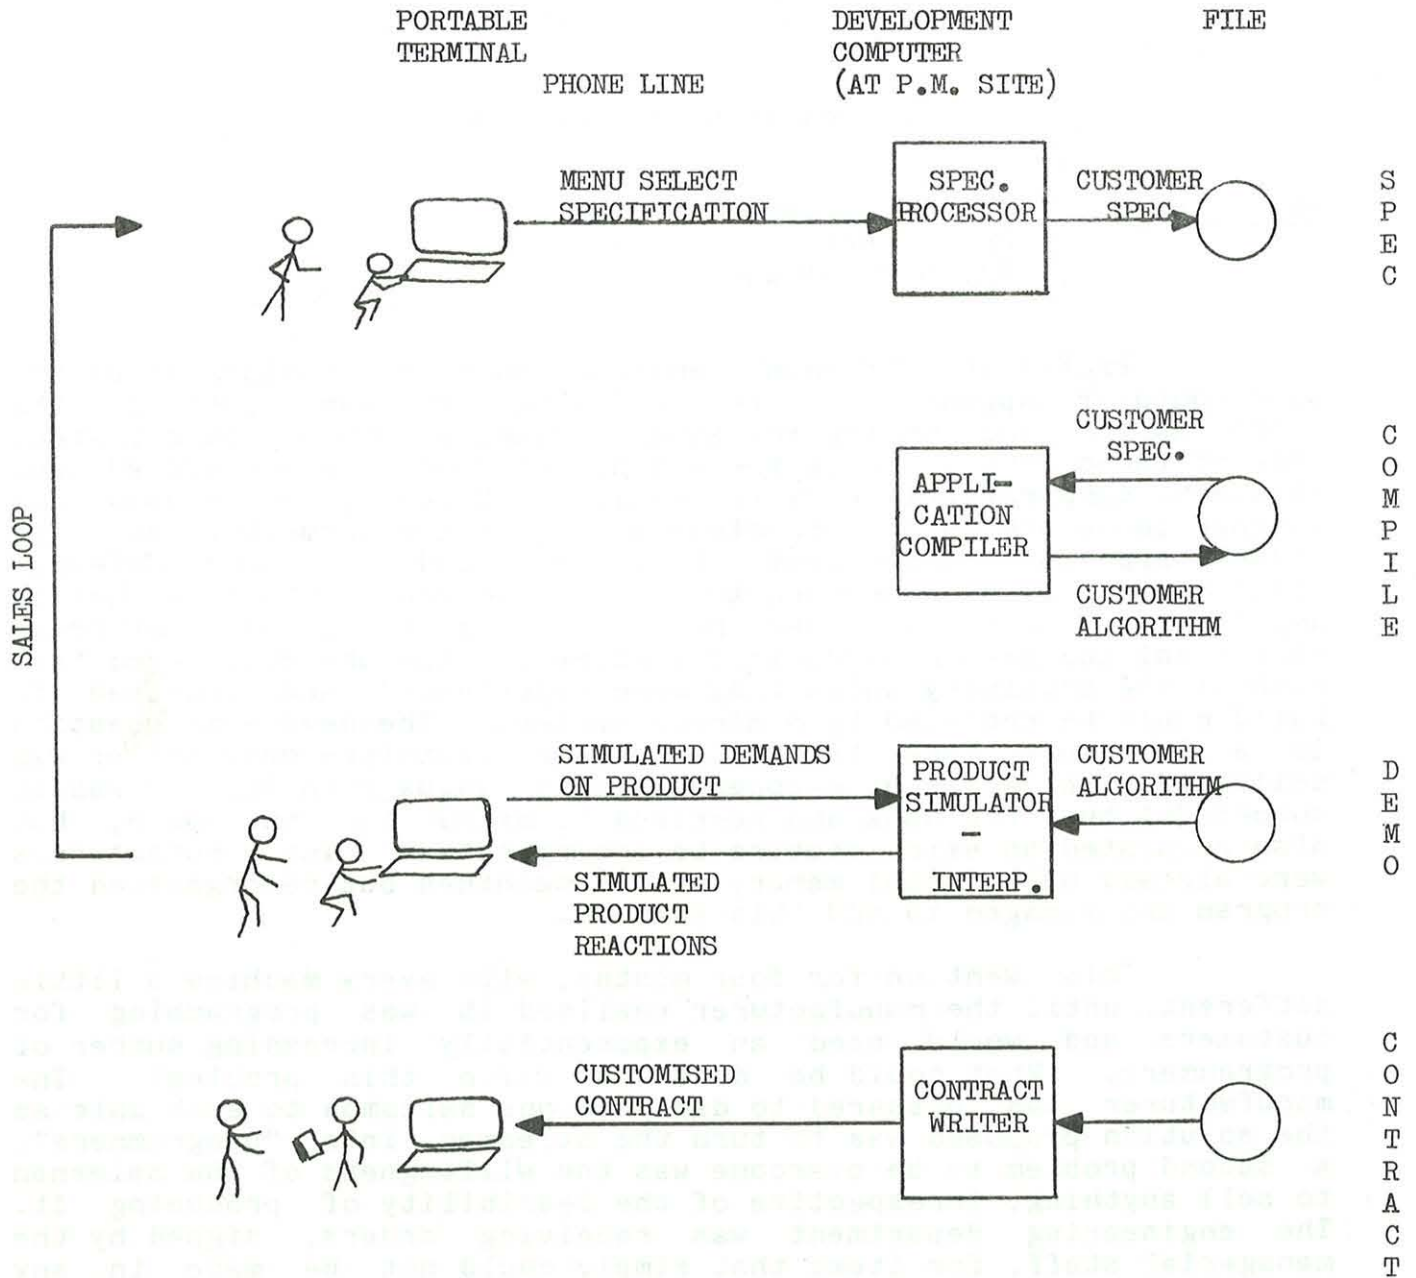 PORTABLE
TERMINAL
PHONE LINE
DEVELOPMENT
COMPUTER
(AT P.M. SITE)
FILE
MENU SELECT
SPECIFICATION
SPEC.
PROCESSOR
CUSTOMER
SPEC.
SPEC
SALES LOOP
CUSTOMER
SPEC.
APPLI-
CATION
COMPILER
CUSTOMER
ALGORITHM
COMPILE
SIMULATED DEMANDS
ON PRODUCT
SIMULATED
PRODUCT
REACTIONS
PRODUCT
SIMULATOR
-
INTERP.
CUSTOMER
ALGORITHM
DEMO
CUSTOMISED
CONTRACT
CONTRACT
WRITER
CONTRACT